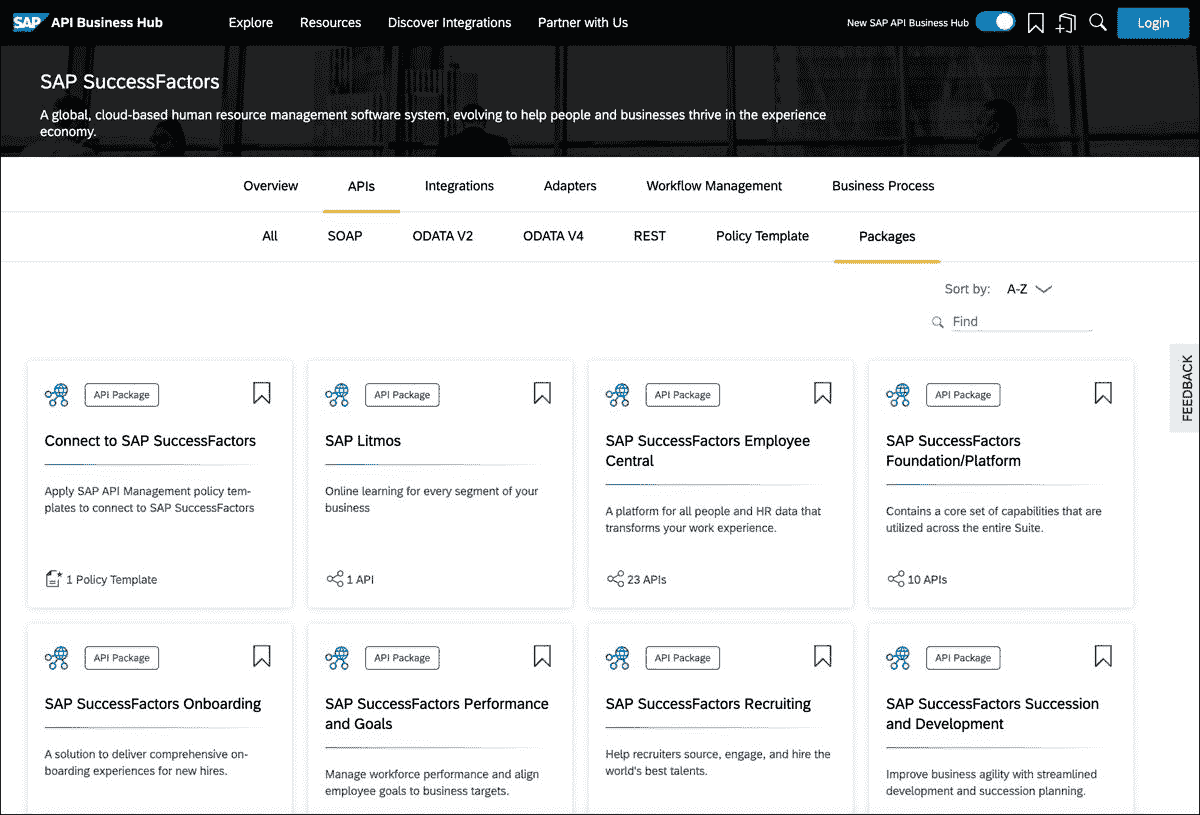 SAP API Business Hub
Explore
Resources
Discover Integrations
Partner with Us
New SAP API Business Hub
Login
SAP SuccessFactors
A global, cloud-based human resource management software system, evolving to help people and businesses thrive in the experience
economy.
Overview
APIs
Integrations
Adapters
Workflow Management
Business Process
All
SOAP
ODATA V2
ODATA V4
REST
Policy Template
Packages
Sort by: A-Z
Find
FEEDBACK
API Package
Connect to SAP SuccessFactors
Apply SAP API Management policy tem-
plates to connect to SAP SuccessFactors
1 Policy Template
API Package
SAP Litmos
Online learning for every segment of your
business
1 API
API Package
SAP SuccessFactors Employee
Central
A platform for all people and HR data that
transforms your work experience.
23 APIs
API Package
SAP SuccessFactors
Foundation/Platform
Contains a core set of capabilities that are
utilized across the entire Suite.
10 APIs
API Package
SAP SuccessFactors Onboarding
A solution to deliver comprehensive on-
boarding experiences for new hires.
API Package
SAP SuccessFactors Performance
and Goals
Manage workforce performance and align
employee goals to business targets.
API Package
SAP SuccessFactors Recruiting
Help recruiters source, engage, and hire the
world's best talents.
API Package
SAP SuccessFactors Succession
and Development
Improve business agility with streamlined
development and succession planning.